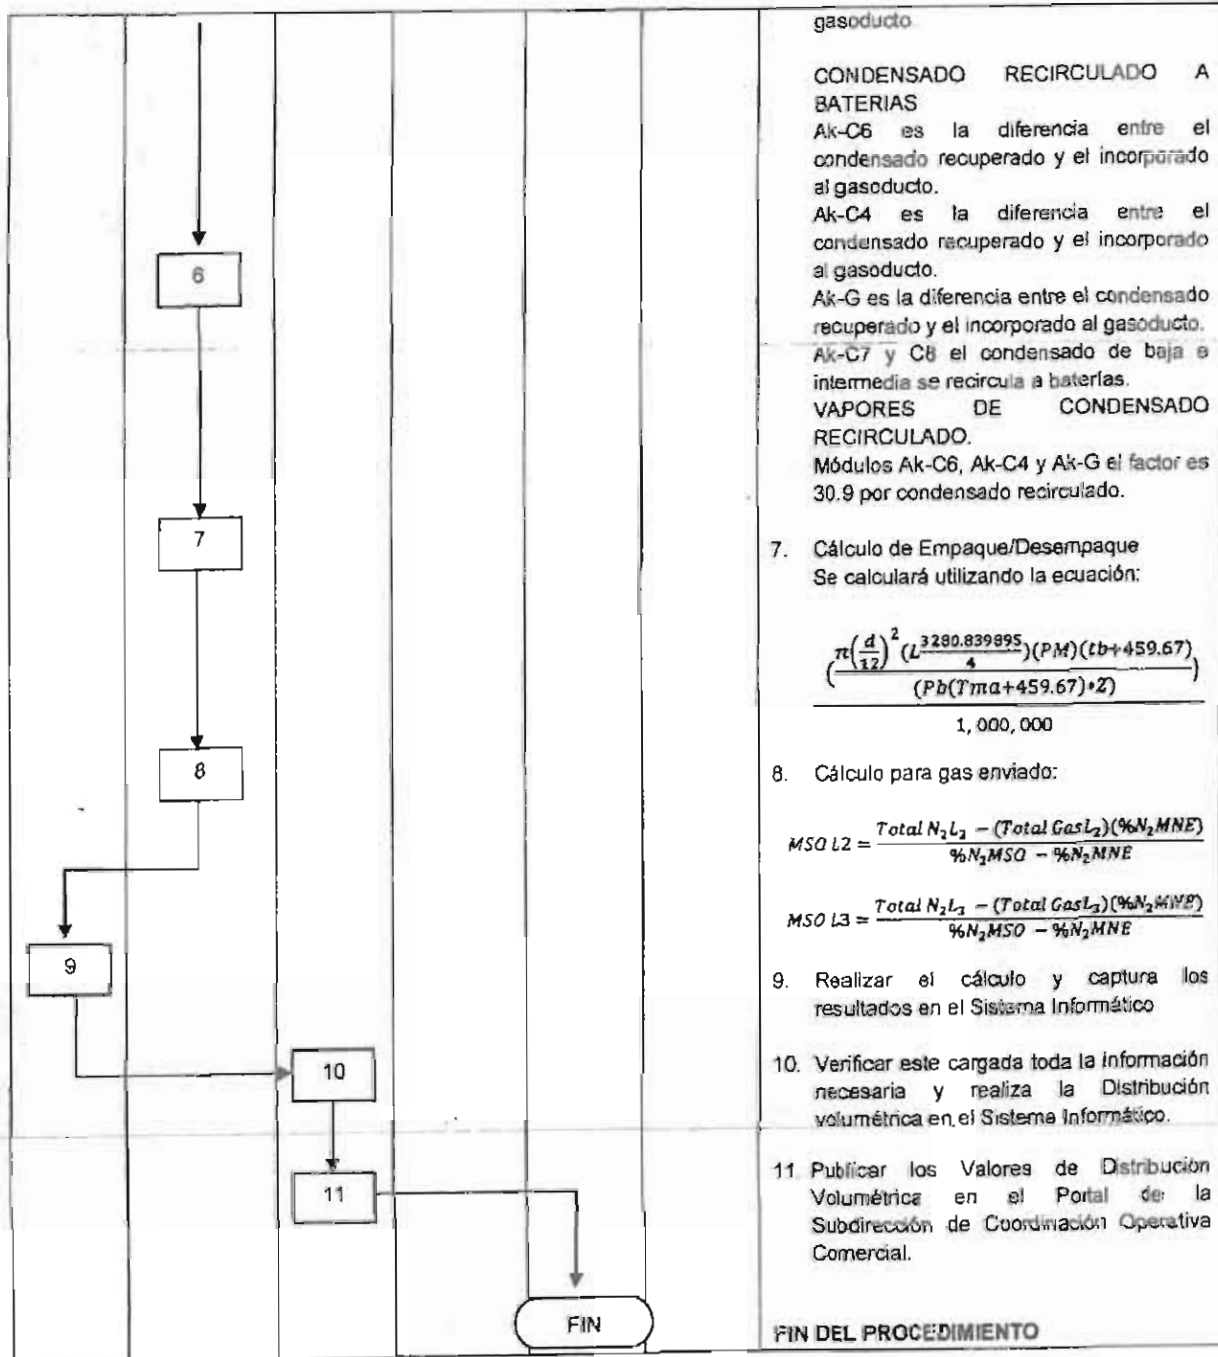 gasoducto
CONDENSADO RECIRCULADO A
BATERIAS
Ak-C6 es la diferencia entre el
condensado recuperado y el incorporado
al gasoducto.
Ak-C4 es la diferencia entre el
condensado recuperado y el incorporado
al gasoducto.
Ak-G es la diferencia entre el condensado
recuperado y el incorporado al gasoducto.
Ak-C7 y C8 el condensado de baja e
intermedia se recircula a baterías.
VAPORES DE CONDENSADO
RECIRCULADO.
Módulos Ak-C6, Ak-C4 y Ak-G el factor es
30.9 por condensado recirculado.
7. Cálculo de Empaque/Desempaque
Se calculará utilizando la ecuación:
(π(d/12)^2 (L^(3280.839895/4))(PM)(tb+459.67)
(Pb(Tma+459.67)*Z))
1,000,000
8. Cálculo para gas enviado:
MSO L2 = Total N₂L₂ − (Total GasL₂)(%N₂MNE)
%N₂MSO − %N₂MNE
MSO L3 = Total N₂L₃ − (Total GasL₃)(%N₂MNE)
%N₂MSO − %N₂MNE
9. Realizar el cálculo y captura los
resultados en el Sistema Informático
10. Verificar este cargada toda la información
necesaria y realiza la Distribución
volumétrica en el Sistema Informático.
11 Publicar los Valores de Distribución
Volumétrica en el Portal de la
Subdirección de Coordinación Operativa
Comercial.
FIN DEL PROCEDIMIENTO
6
7
8
9
10
11
FIN